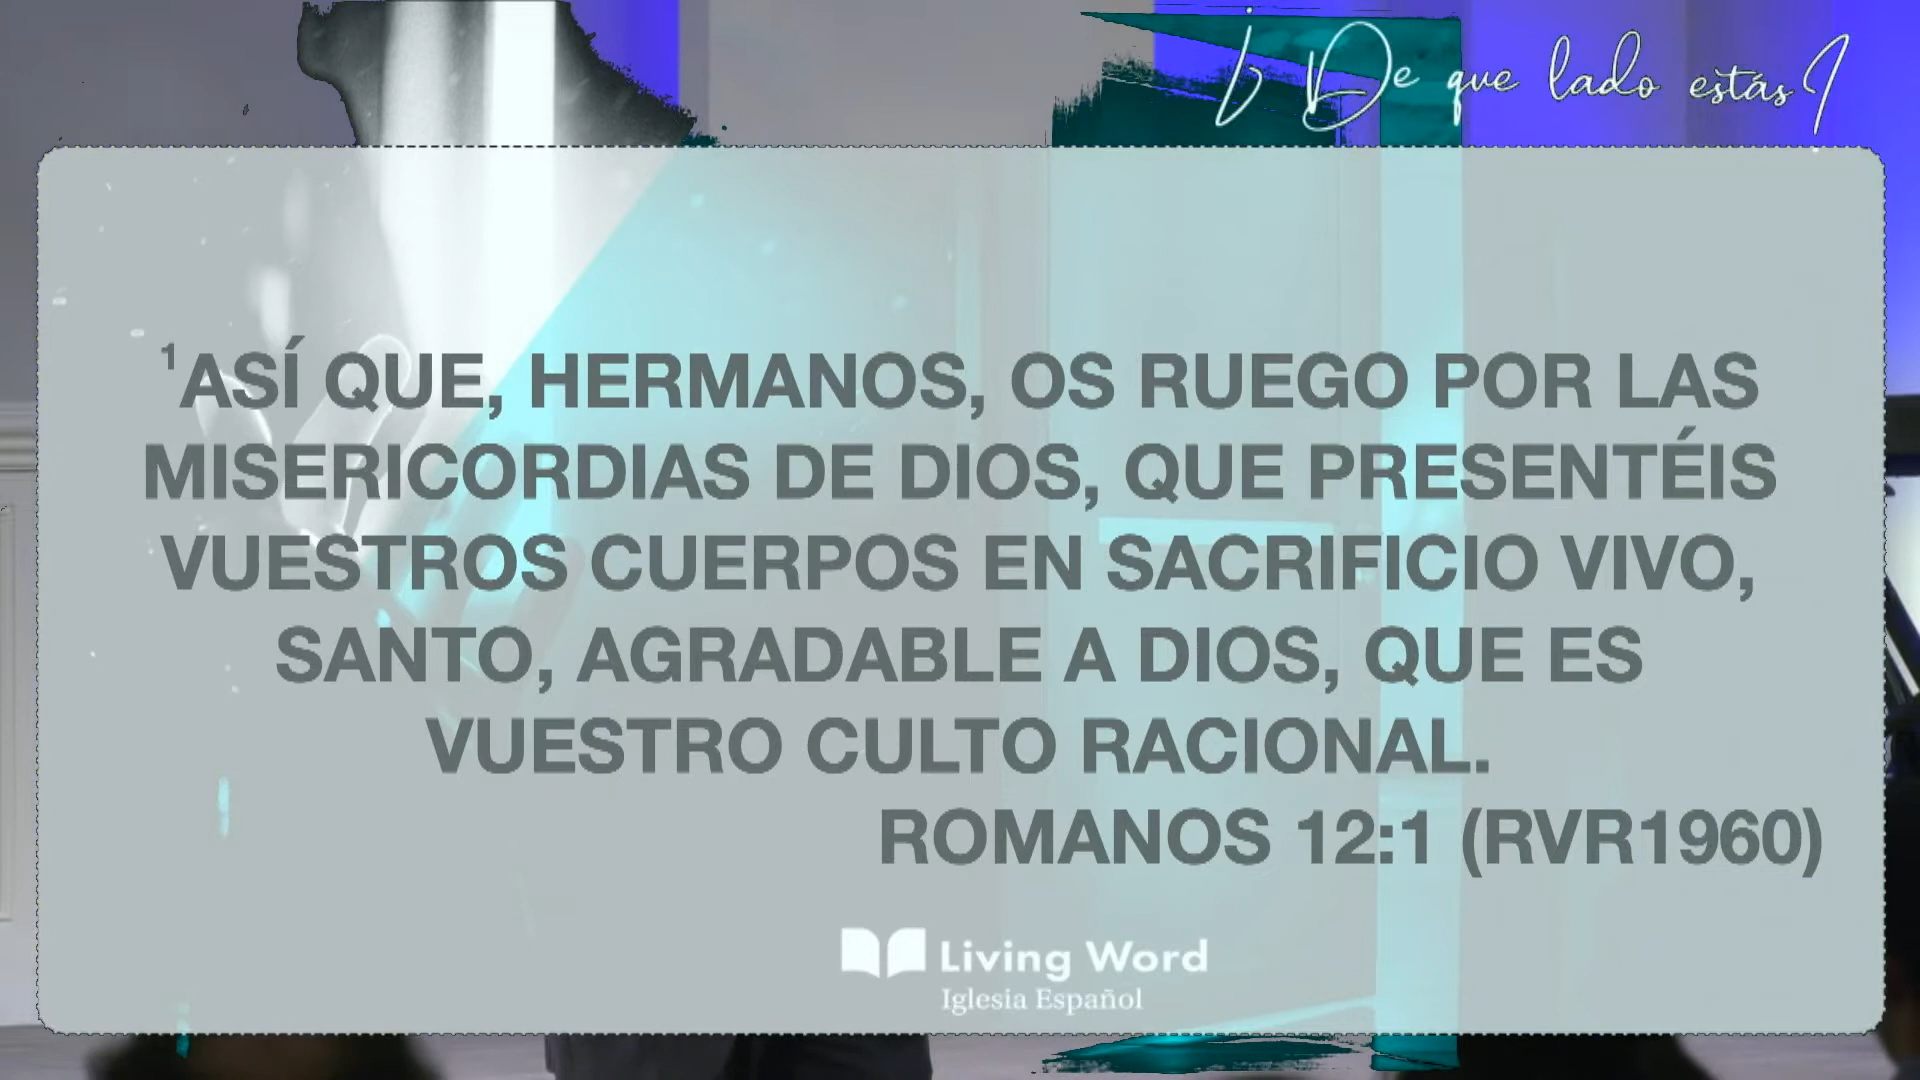 ¿De que lado estás?
¹ASÍ QUE, HERMANOS, OS RUEGO POR LAS
MISERICORDIAS DE DIOS, QUE PRESENTÉIS
VUESTROS CUERPOS EN SACRIFICIO VIVO,
SANTO, AGRADABLE A DIOS, QUE ES
VUESTRO CULTO RACIONAL.
ROMANOS 12:1 (RVR1960)
Living Word
Iglesia Español